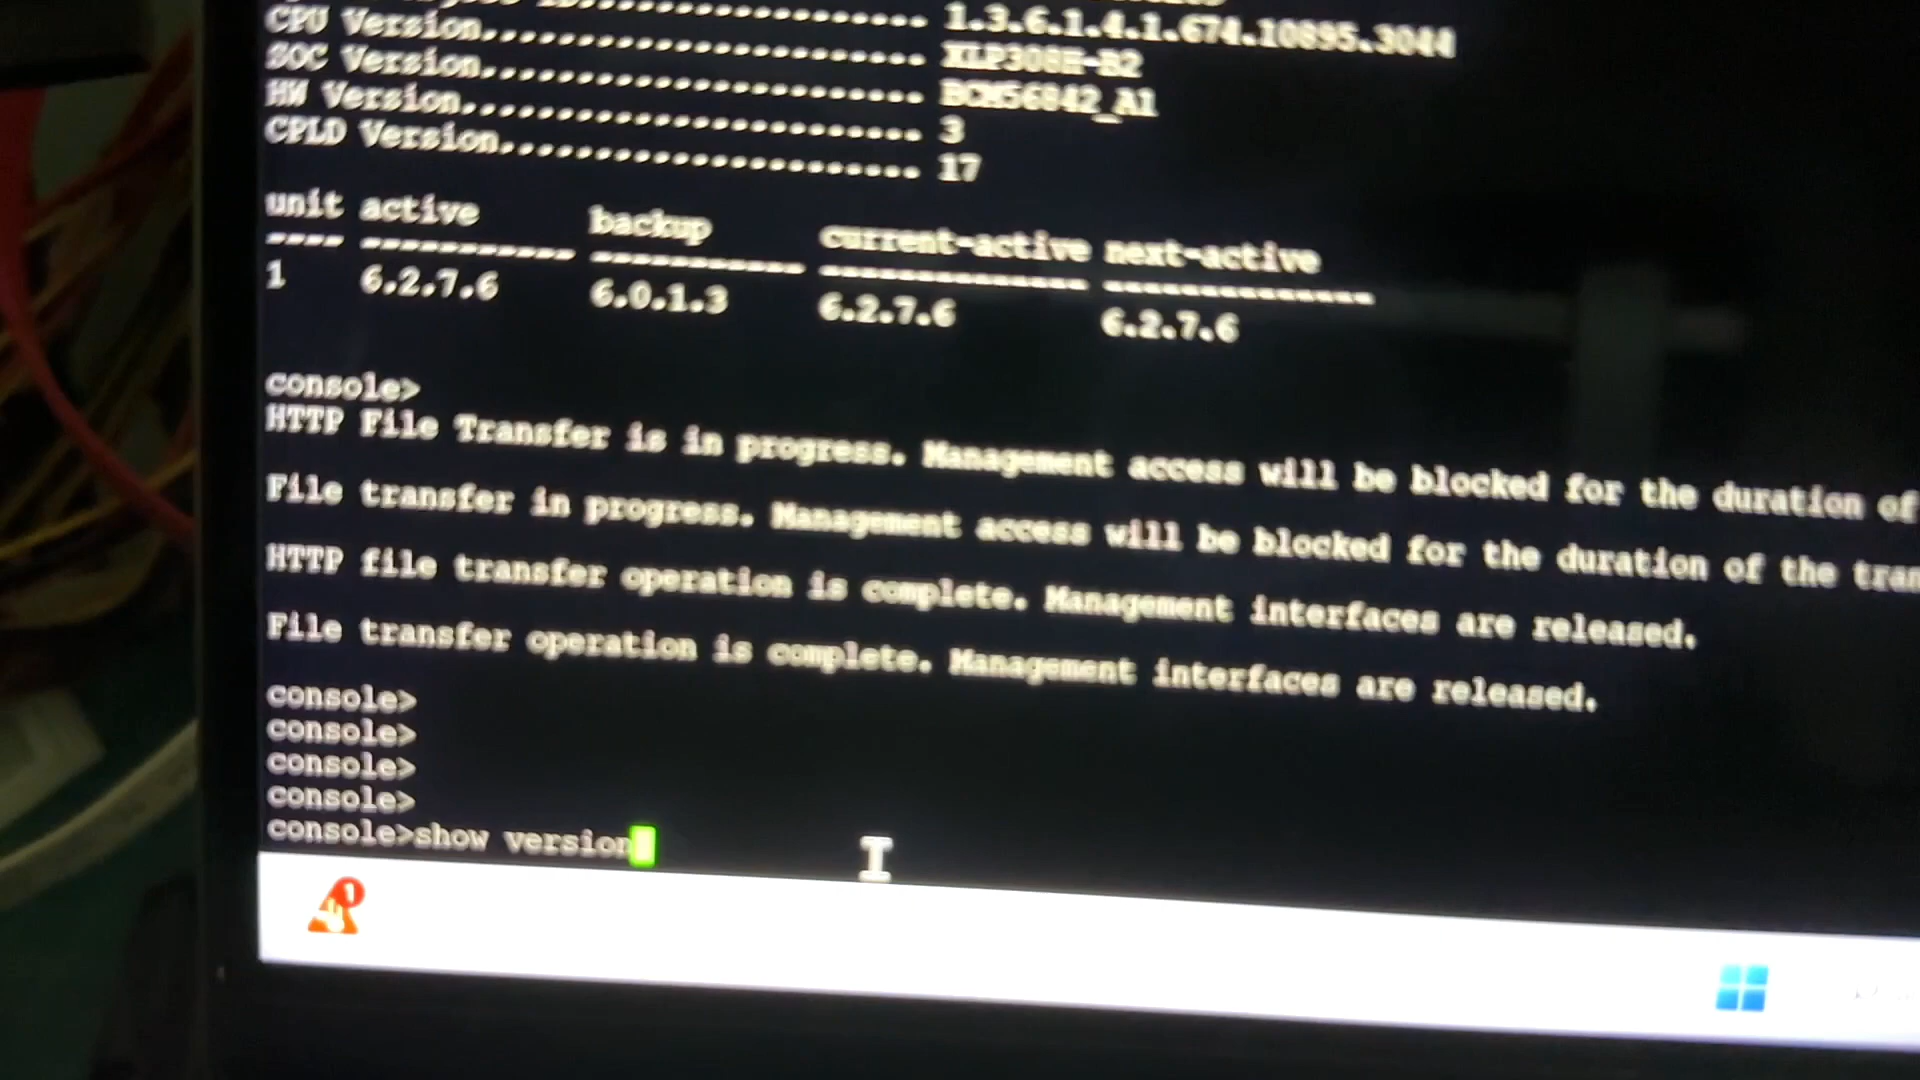 1.3.6.1.4.1.674.10895.3044
CPU Version.................................... XLP308H-B2
SOC Version.................................... BCM56842_A1
HW Version..................................... 3
CPLD Version................................... 17
unit active backup current-active next-active
---- ----------- ----------- -------------- --------------
1 6.2.7.6 6.0.1.3 6.2.7.6 6.2.7.6
console>
HTTP File Transfer is in progress. Management access will be blocked for the duration of
File transfer in progress. Management access will be blocked for the duration of the tran
HTTP file transfer operation is complete. Management interfaces are released.
File transfer operation is complete. Management interfaces are released.
console>
console>
console>
console>
console>show version
1